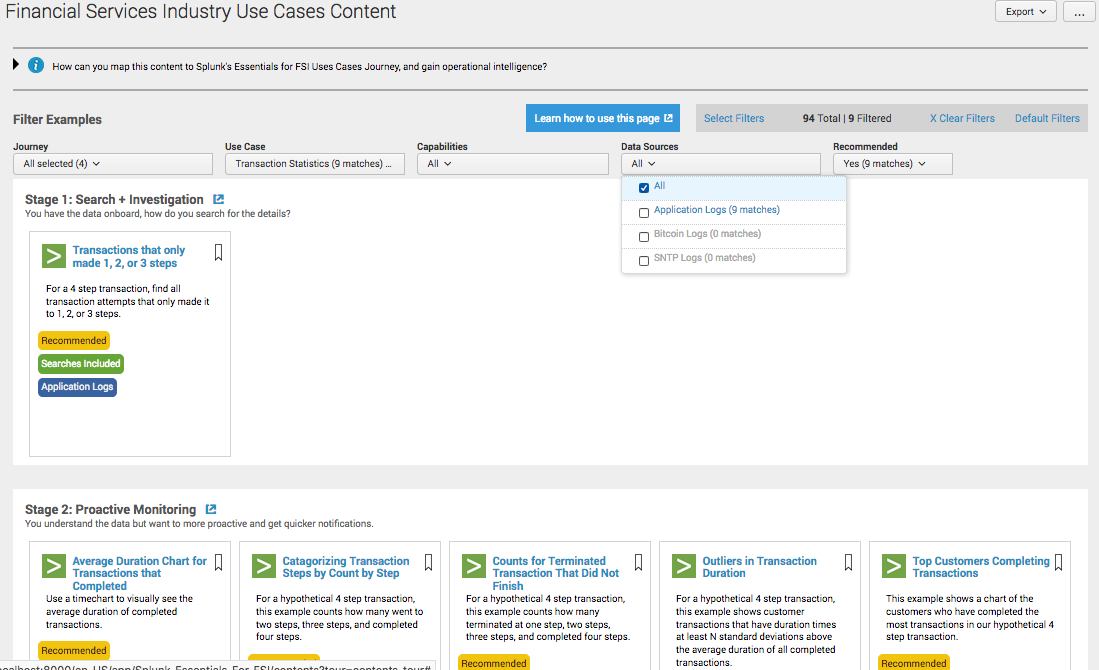 Financial Services Industry Use Cases Content
Export
...
How can you map this content to Splunk's Essentials for FSI Uses Cases Journey, and gain operational intelligence?
Filter Examples
Learn how to use this page
Select Filters
94 Total | 9 Filtered
X Clear Filters
Default Filters
Journey
Use Case
Capabilities
Data Sources
Recommended
All selected (4)
Transaction Statistics (9 matches) ...
All
All
Yes (9 matches)
All
Application Logs (9 matches)
Bitcoin Logs (0 matches)
SNTP Logs (0 matches)
Stage 1: Search + Investigation
You have the data onboard, how do you search for the details?
Transactions that only
made 1, 2, or 3 steps
For a 4 step transaction, find all
transaction attempts that only made it
to 1, 2, or 3 steps.
Recommended
Searches Included
Application Logs
Stage 2: Proactive Monitoring
You understand the data but want to more proactive and get quicker notifications.
Average Duration Chart for
Transactions that
Completed
Use a timechart to visually see the
average duration of completed
transactions.
Recommended
Catagorizing Transaction
Steps by Count by Step
For a hypothetical 4 step transaction,
this example counts how many went to
two steps, three steps, and completed
four steps.
Counts for Terminated
Transaction That Did Not
Finish
For a hypothetical 4 step transaction,
this example counts how many
terminated at one step, two steps,
three steps, and completed four steps.
Recommended
Outliers in Transaction
Duration
For a hypothetical 4 step transaction,
this example shows customer
transactions that have duration times
at least N standard deviations above
the average duration of all completed
transactions.
Top Customers Completing
Transactions
This example shows a chart of the
customers who have completed the
most transactions in our hypothetical 4
step transaction.
Recommended